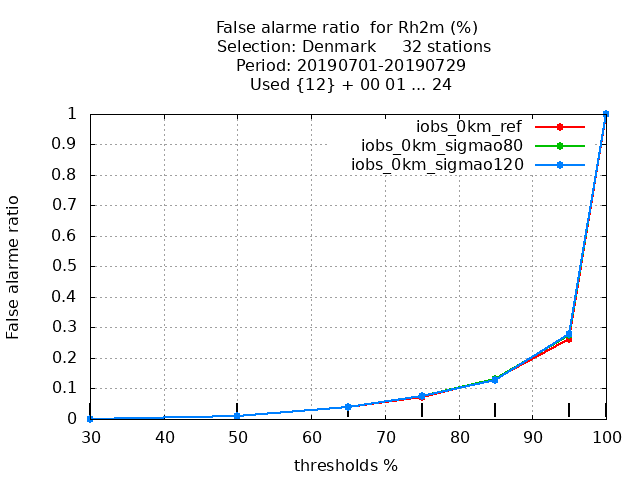 False alarme ratio  for Rh2m (%)
Selection: Denmark     32 stations
Period: 20190701-20190729
Used {12} + 00 01 ... 24
iobs_0km_ref
iobs_0km_sigmao80
iobs_0km_sigmao120
False alarme ratio
1
0.9
0.8
0.7
0.6
0.5
0.4
0.3
0.2
0.1
0
30 40 50 60 70 80 90 100
thresholds %